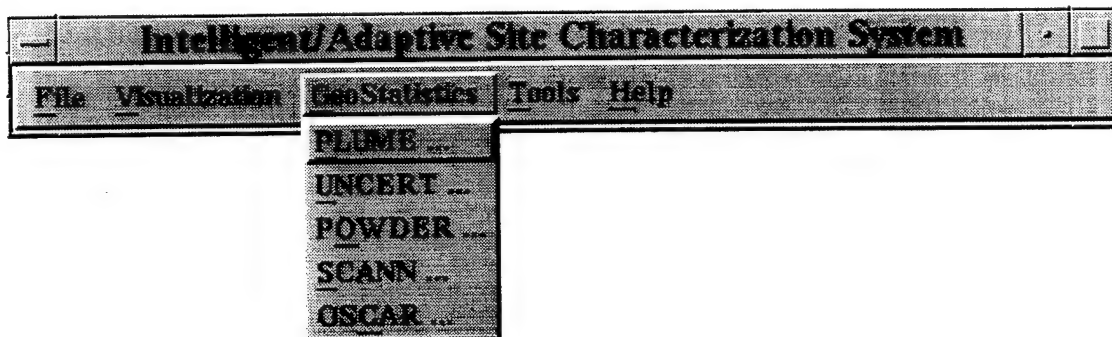 Intelligent/Adaptive Site Characterization System
File Visualization GeoStatistics Tools Help
PLUME ...
UNCERT ...
POWDER ...
SCANN ...
OSCAR ...